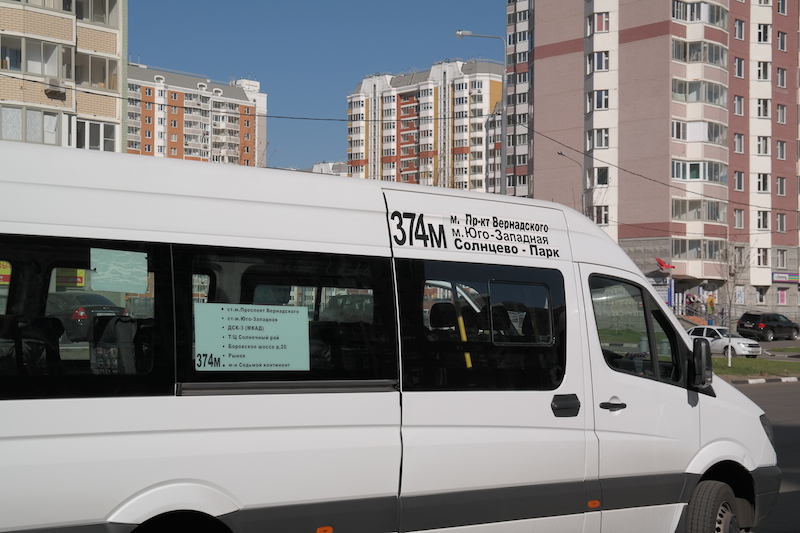 374м
м. Пр-кт Вернадского
м.Юго-Западная
Солнцево - Парк
ст.м.Проспект Вернадского
ст.м.Юго-Западная
ДСК-3 (МКАД)
Т/Ц Солнечный рай
Боровское шоссе д.35
Рынок
м-н Седьмой континент
374м